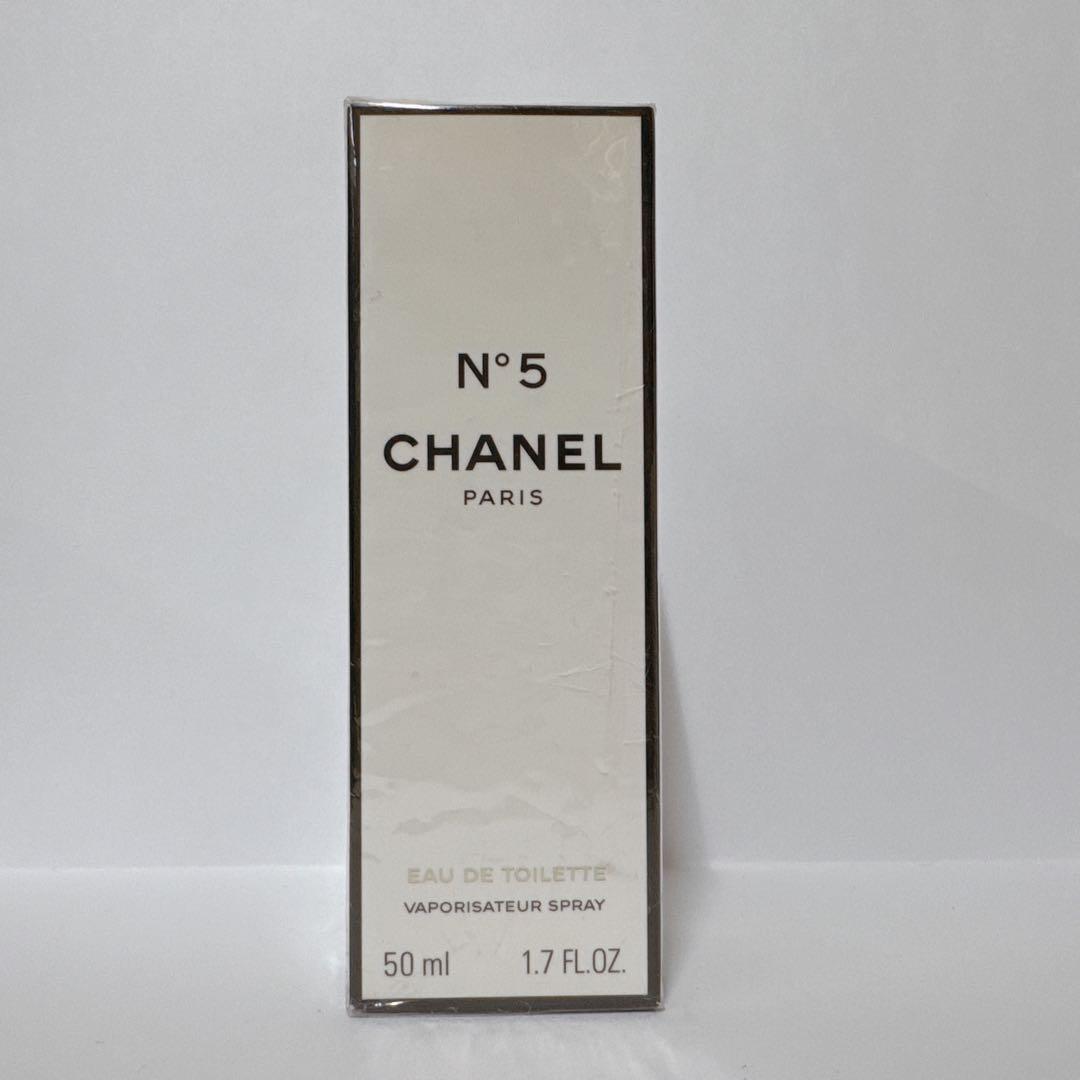 N°5
CHANEL
PARIS
EAU DE TOILETTE
VAPORISATEUR SPRAY
50 ml 1.7 FL.OZ.